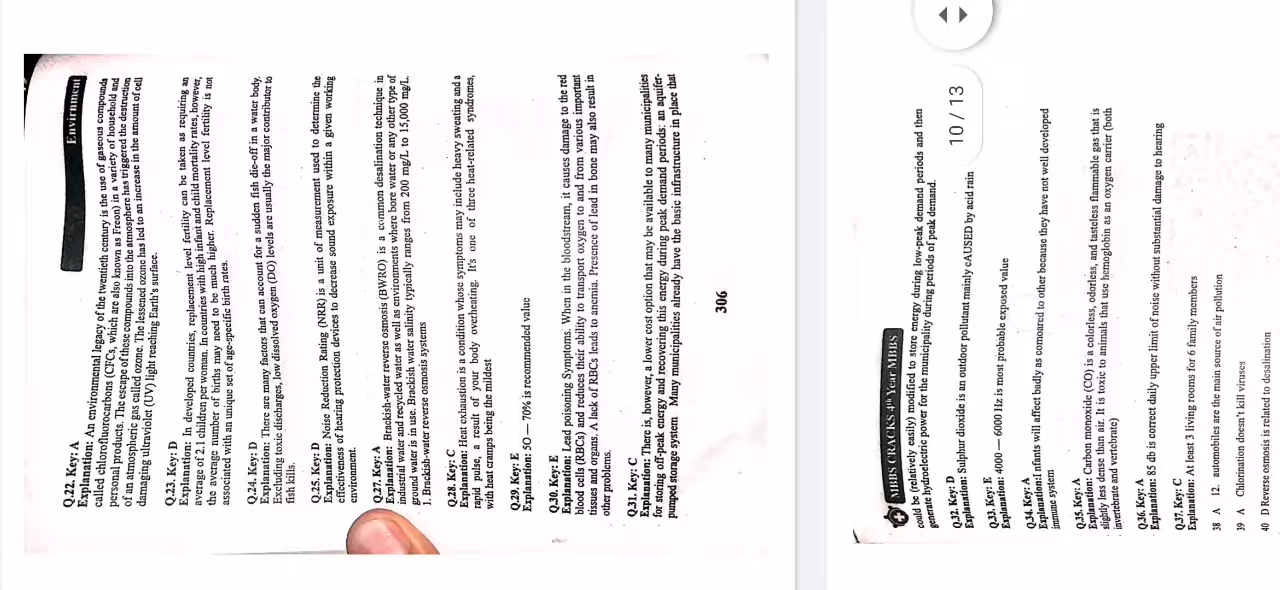 Envirnment
Q.22. Key: A
Explanation: An environmental legacy of the twentieth century is the use of gaseous compounds
called chlorofluorocarbons (CFCs, which are also known as Freon) in a variety of household and
personal products. The escape of these compounds into the atmosphere has triggered the destruction
of an atmospheric gas called ozone. The lessened ozone has led to an increase in the amount of cell
damaging ultraviolet (UV) light reaching Earth's surface.
Q.23. Key: D
Explanation: In developed countries, replacement level fertility can be taken as requiring an
average of 2.1 children per woman. In countries with high infant and child mortality rates, however,
the average number of births may need to be much higher. Replacement level fertility is not
associated with an unique set of age-specific birth rates.
Q.24. Key: D
Explanation: There are many factors that can account for a sudden fish die-off in a water body.
Excluding toxic discharges, low dissolved oxygen (DO) levels are usually the major contributor to
fish kills.
Q.25. Key: D
Explanation: Noise Reduction Rating (NRR) is a unit of measurement used to determine the
effectiveness of hearing protection devices to decrease sound exposure within a given working
environment.
Q.27. Key: A
Explanation: Brackish-water reverse osmosis (BWRO) is a common desalination technique in
industrial water and recycled water as well as environments where bore water or any other type of
ground water is in use. Brackish water salinity typically ranges from 200 mg/L to 15,000 mg/L.
1. Brackish-water reverse osmosis systems
Q.28. Key: C
Explanation: Heat exhaustion is a condition whose symptoms may include heavy sweating and a
rapid pulse, a result of your body overheating. It's one of three heat-related syndromes,
with heat cramps being the mildest
Q.29. Key: E
Explanation: 50 – 70% is recommended value
Q.30. Key: E
Explanation: Lead poisoning Symptoms. When in the bloodstream, it causes damage to the red
blood cells (RBCs) and reduces their ability to transport oxygen to and from various important
tissues and organs. A lack of RBCs leads to anemia. Presence of lead in bone may also result in
other problems.
Q.31. Key: C
Explanation: There is, however, a lower cost option that may be available to many municipalities
for storing off-peak energy and recovering this energy during peak demand periods: an aquifer-
pumped storage system Many municipalities already have the basic infrastructure in place that
306
MBBS CRACKS 4th Year MBBS
could be (relatively easily) modified to store energy during low-peak demand periods and then
generate hydroelectric power for the municipality during periods of peak demand.
Q.32. Key: D
Explanation: Sulphur dioxide is an outdoor pollutant mainly cAUSED by acid rain
Q.33. Key: E
Explanation: 4000 — 6000 Hz is most probable exposed value
Q.34. Key: A
Explanation: Infants will affect badly as comoared to other because they have not well developed
immune system
Q.35. Key: A
Explanation: Carbon monoxide (CO) is a colorless, odorless, and tasteless flammable gas that is
slightly less dense than air. It is toxic to animals that use hemoglobin as an oxygen carrier (both
invertebrate and vertebrate)
Q.36. Key: A
Explanation: 85 db is correct daily upper limit of noise without substantial damage to hearing
Q.37. Key: C
Explanation: At least 3 living rooms for 6 family members
38 A 12. automobiles are the main source of air pollution
39 A Chlorination doesn't kill viruses
40 D Reverse osmosis is related to desalination
10 / 13